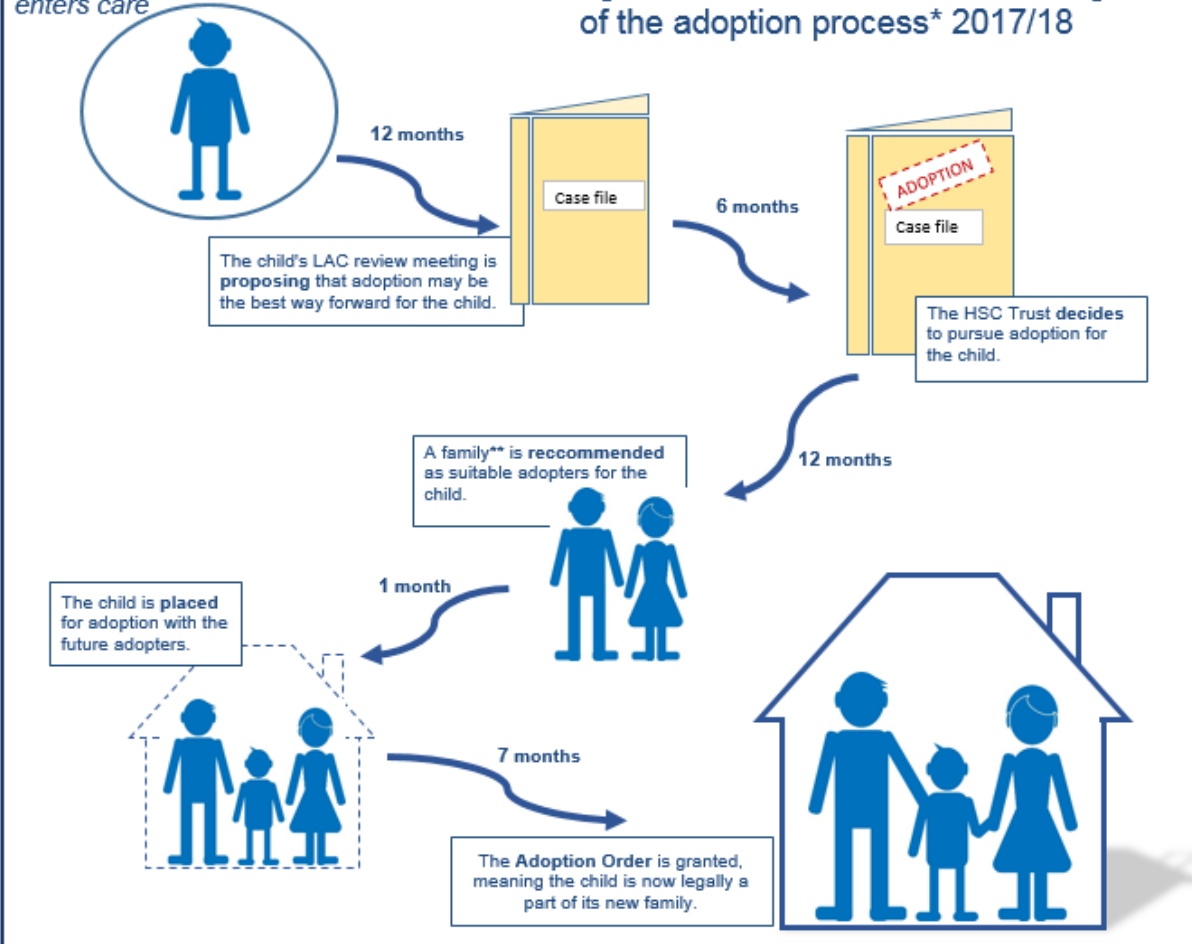 enters care
of the adoption process* 2017/18
12 months
Case file
The child's LAC review meeting is
proposing that adoption may be
the best way forward for the child.
6 months
ADOPTION
Case file
The HSC Trust decides
to pursue adoption for
the child.
12 months
A family** is reccommended
as suitable adopters for the
child.
1 month
The child is placed
for adoption with the
future adopters.
7 months
The Adoption Order is granted,
meaning the child is now legally a
part of its new family.